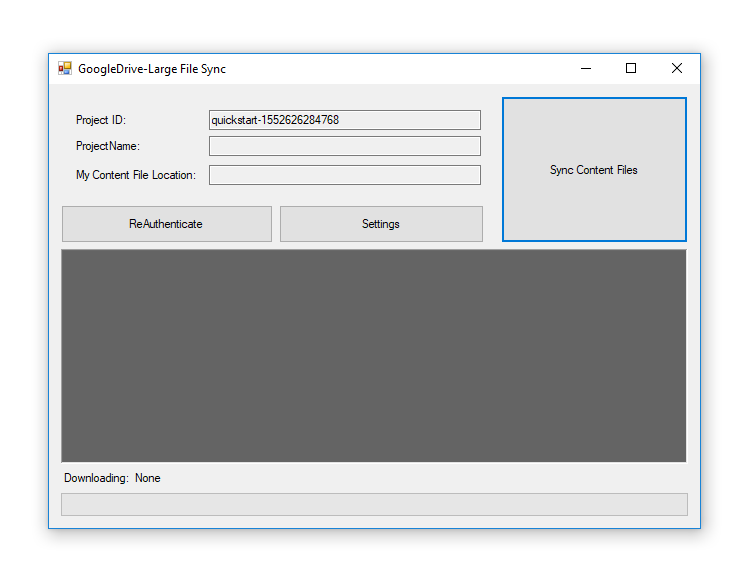 GoogleDrive-Large File Sync
Project ID:
quickstart-1552626284768
ProjectName:
My Content File Location:
Sync Content Files
ReAuthenticate
Settings
Downloading: None